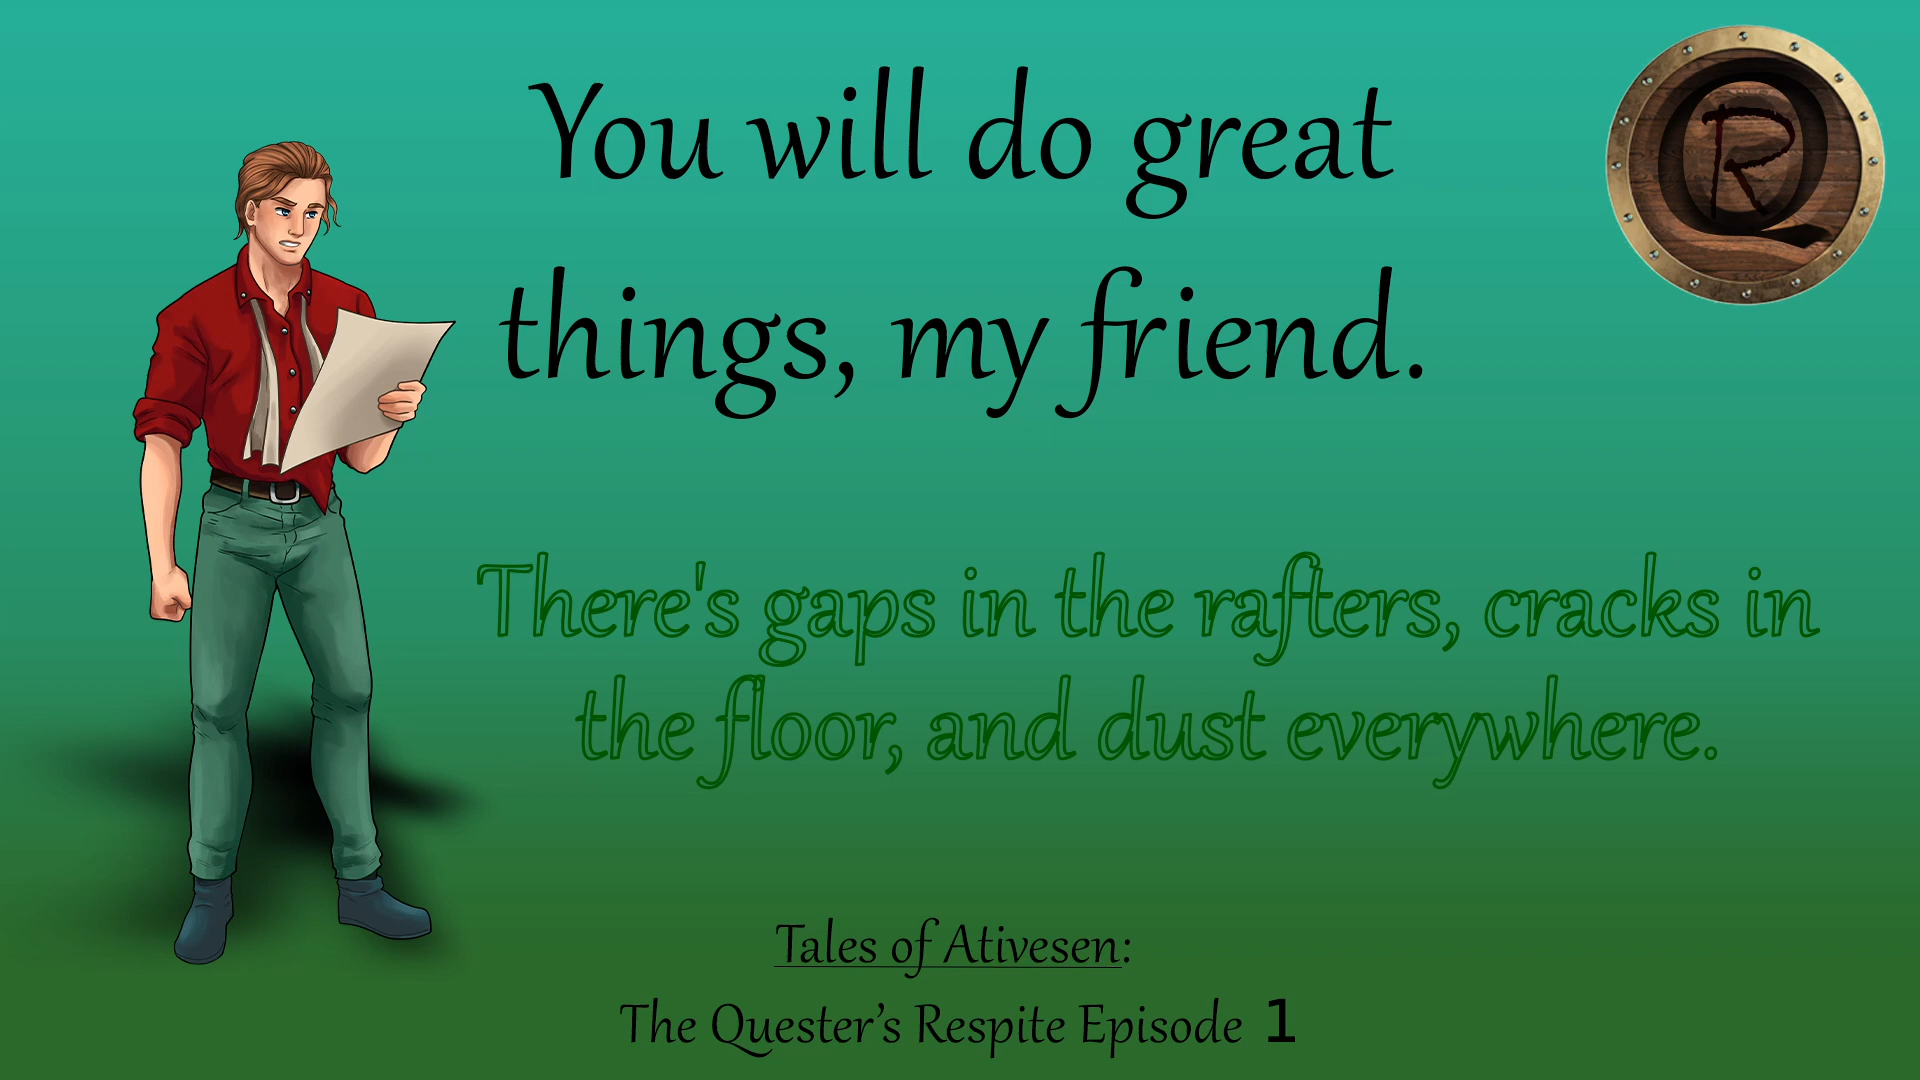 You will do great
things, my friend.
QR
There's gaps in the rafters, cracks in
the floor, and dust everywhere.
Tales of Ativesen:
The Quester’s Respite Episode 1